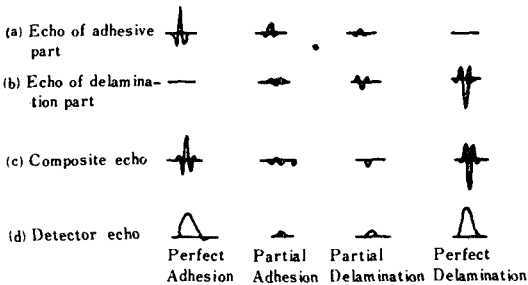 (a) Echo of adhesive
part
(b) Echo of delamina-
tion part
(c) Composite echo
(d) Detector echo
Perfect Adhesion
Partial Adhesion
Partial Delamination
Perfect Delamination